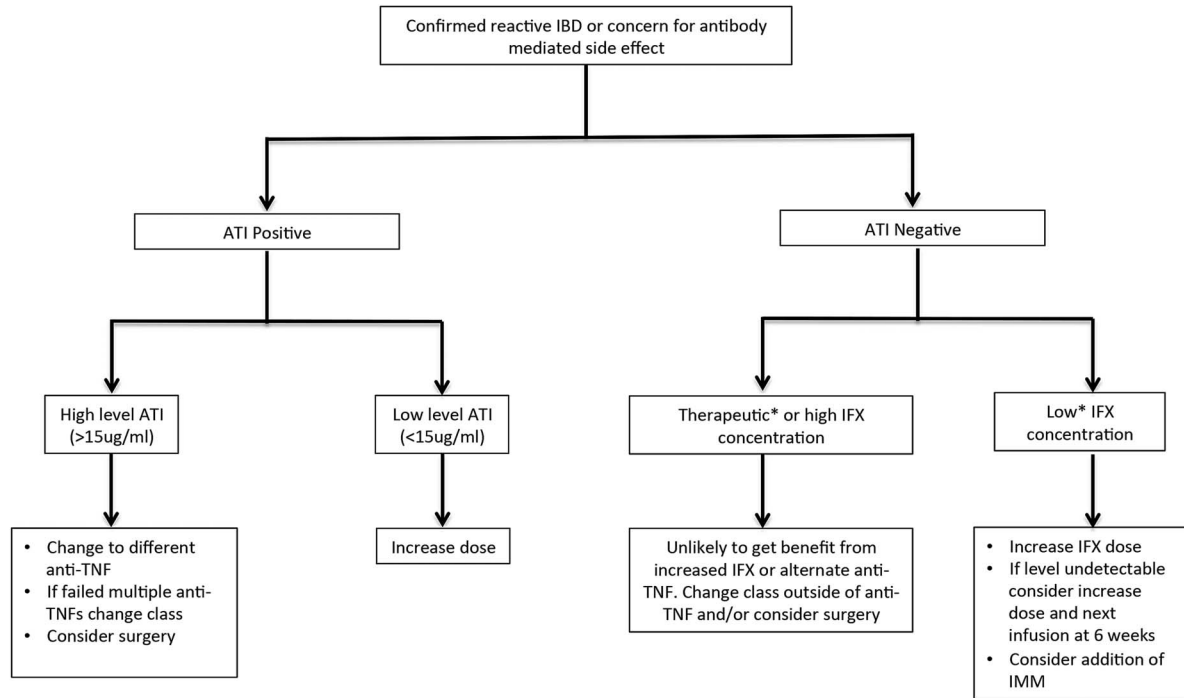 Confirmed reactive IBD or concern for antibody
mediated side effect
ATI Positive
ATI Negative
High level ATI
(>15ug/ml)
Low level ATI
(<15ug/ml)
Therapeutic* or high IFX
concentration
Low* IFX
concentration
• Change to different
anti-TNF
• If failed multiple anti-
TNFs change class
• Consider surgery
Increase dose
Unlikely to get benefit from
increased IFX or alternate anti-
TNF. Change class outside of anti-
TNF and/or consider surgery
• Increase IFX dose
• If level undetectable
consider increase
dose and next
infusion at 6 weeks
• Consider addition of
IMM